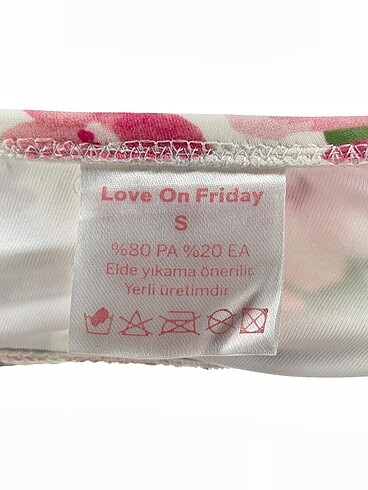 Love On Friday
S
%80 PA %20 EA
Elde yıkama önerilir
Yerli üretimdir